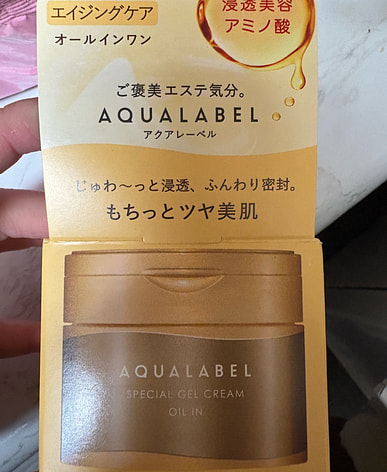 エイジングケア
オールインワン
浸透美容
アミノ酸
ご褒美エステ気分。
AQUALABEL
アクアレーベル
じゅわ〜っと浸透、ふんわり密封。
もちっとツヤ美肌
AQUALABEL
SPECIAL GEL CREAM
OIL IN